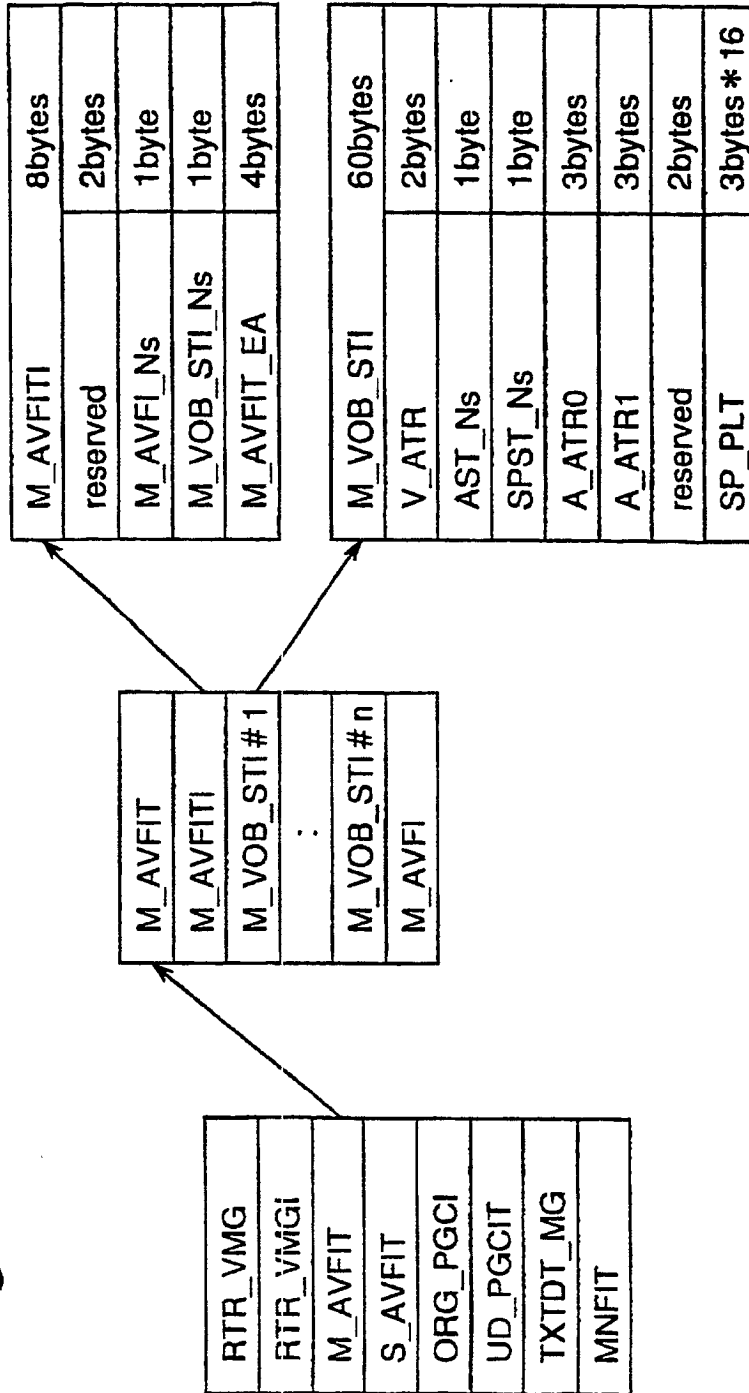 RTR_VMG
RTR_VMGI
M_AVFIT
S_AVFIT
ORG_PGCI
UD_PGCIT
TXTDT_MG
MNFIT
M_AVFIT
M_AVFITI
M_VOB_STI#1
:
M_VOB_STI#n
M_AVFI
M_AVFITI 8bytes
reserved 2bytes
M_AVFI_Ns 1byte
M_VOB_STI_Ns 1byte
M_AVFIT_EA 4bytes
M_VOB_STI 60bytes
V_ATR 2bytes
AST_Ns 1byte
SPST_Ns 1byte
A_ATR0 3bytes
A_ATR1 3bytes
reserved 2bytes
SP_PLT 3bytes*16